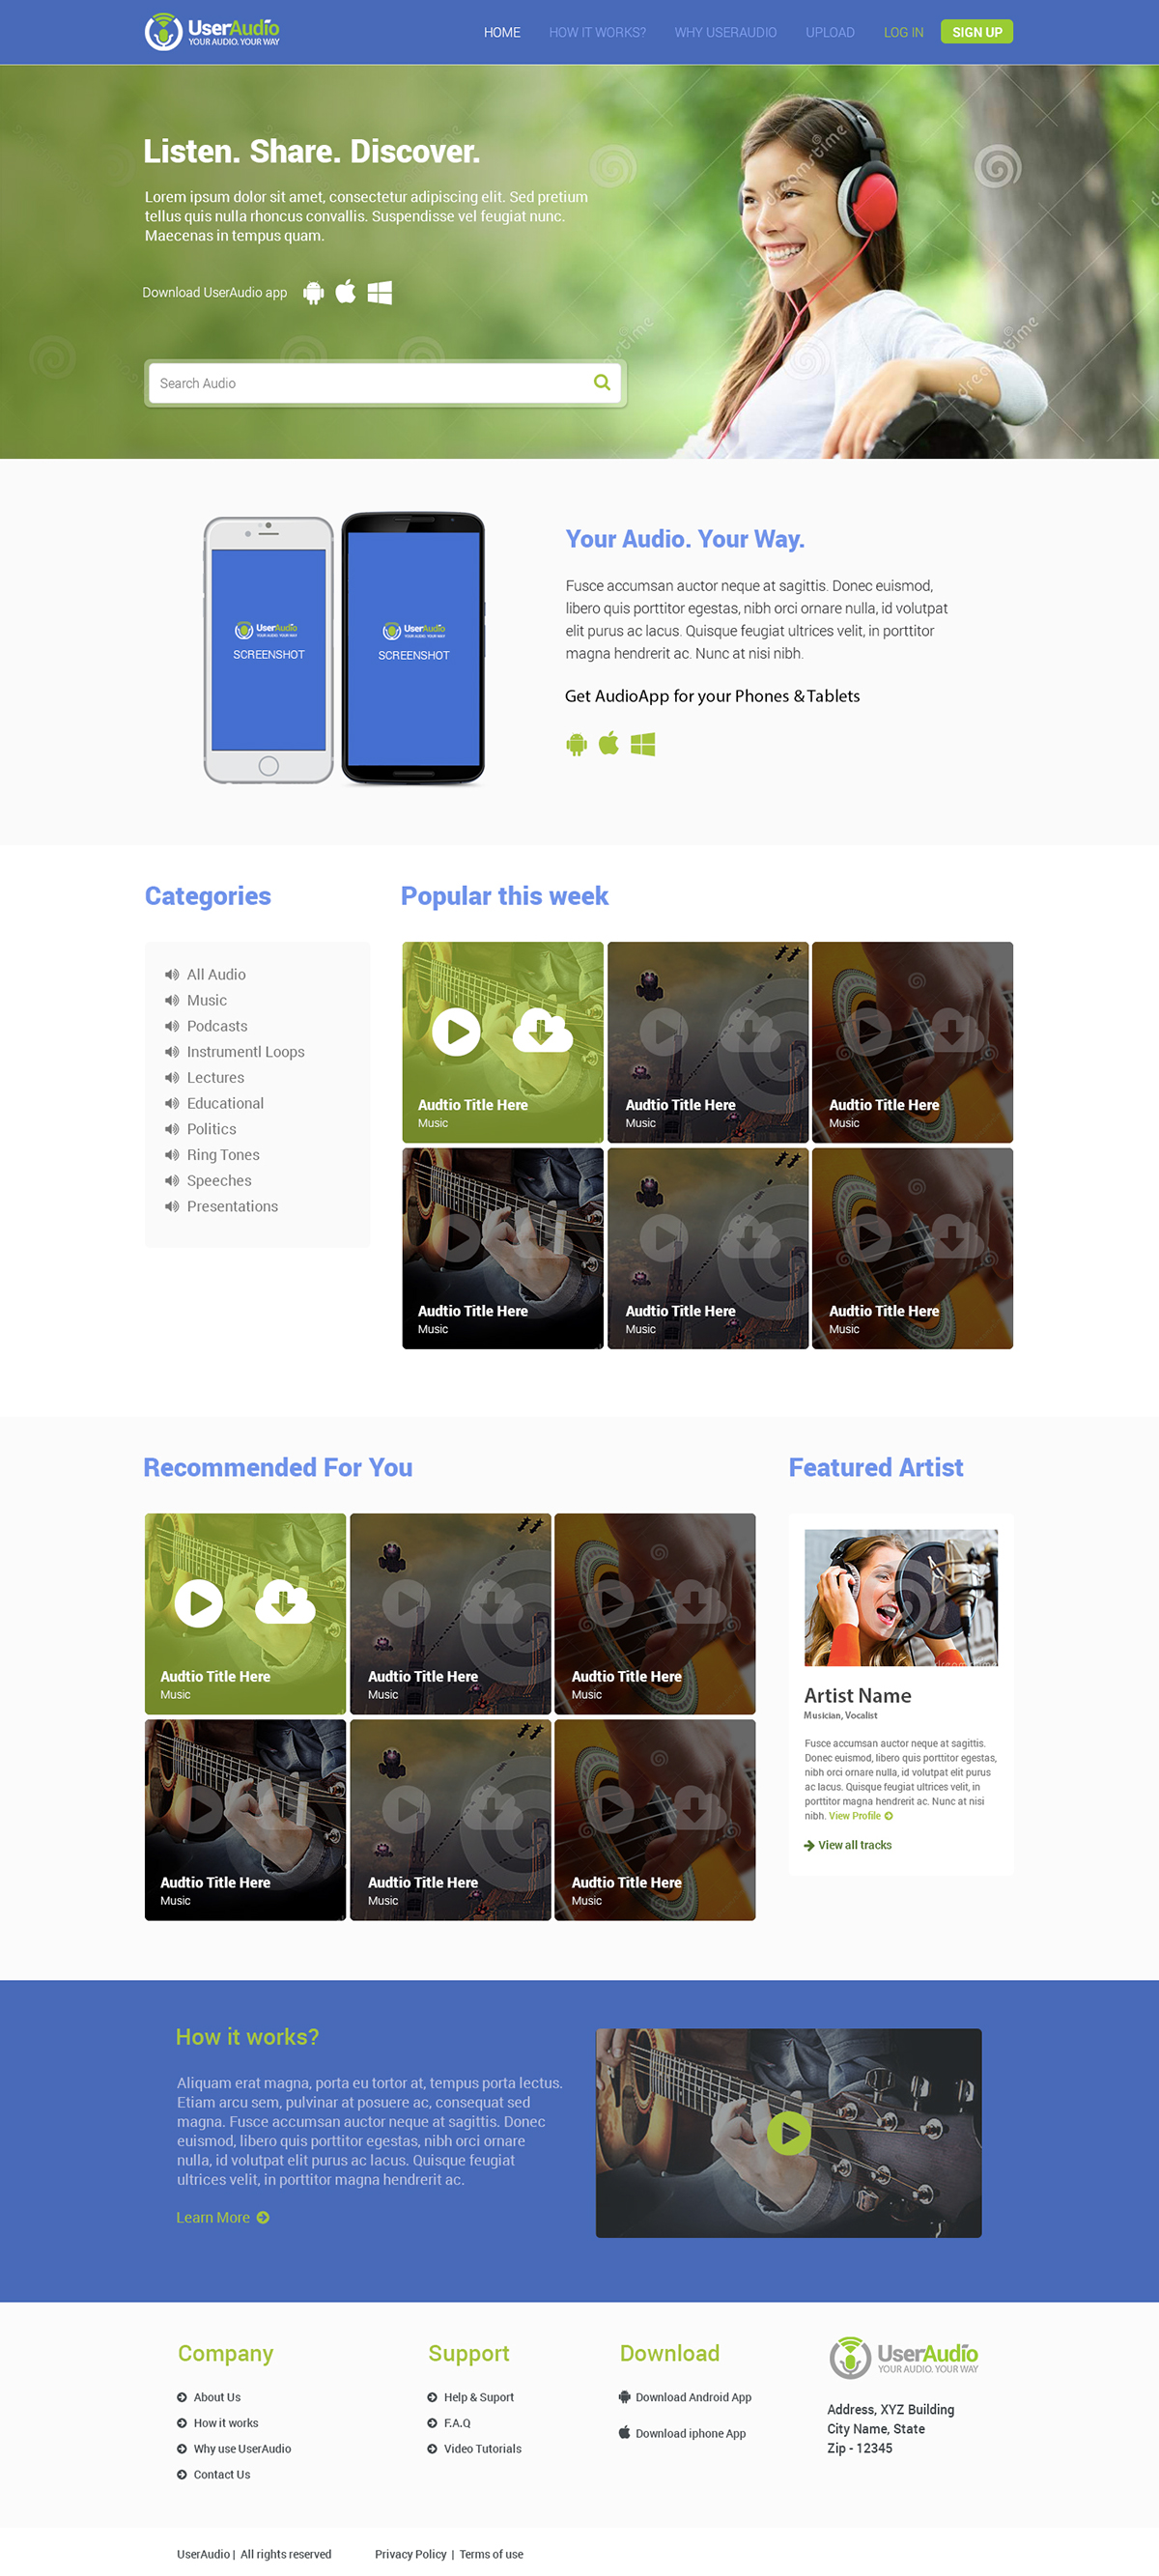 UserAudio
YOUR AUDIO. YOUR WAY
HOME
HOW IT WORKS?
WHY USERAUDIO
UPLOAD
LOG IN
SIGN UP
Listen. Share. Discover.
Lorem ipsum dolor sit amet, consectetur adipiscing elit. Sed pretium
tellus quis nulla rhoncus convallis. Suspendisse vel feugiat nunc.
Maecenas in tempus quam.
Download UserAudio app
Search Audio
dreamstime
dreamstime
UserAudio
YOUR AUDIO. YOUR WAY
SCREENSHOT
UserAudio
YOUR AUDIO. YOUR WAY
SCREENSHOT
Your Audio. Your Way.
Fusce accumsan auctor neque at sagittis. Donec euismod,
libero quis porttitor egestas, nibh orci ornare nulla, id volutpat
elit purus ac lacus. Quisque feugiat ultrices velit, in porttitor
magna hendrerit ac. Nunc at nisi nibh.
Get AudioApp for your Phones & Tablets
Categories
All Audio
Music
Podcasts
Instrumentl Loops
Lectures
Educational
Politics
Ring Tones
Speeches
Presentations
Popular this week
Audtio Title Here
Music
Audtio Title Here
Music
Audtio Title Here
Music
Audtio Title Here
Music
Audtio Title Here
Music
Audtio Title Here
Music
Recommended For You
Audtio Title Here
Music
Audtio Title Here
Music
Audtio Title Here
Music
Audtio Title Here
Music
Audtio Title Here
Music
Audtio Title Here
Music
Featured Artist
dreamstime
Artist Name
Musician, Vocalist
Fusce accumsan auctor neque at sagittis.
Donec euismod, libero quis porttitor egestas,
nibh orci ornare nulla, id volutpat elit purus
ac lacus. Quisque feugiat ultrices velit, in
porttitor magna hendrerit ac. Nunc at nisi
nibh. View Profile
View all tracks
How it works?
Aliquam erat magna, porta eu tortor at, tempus porta lectus.
Etiam arcu sem, pulvinar at posuere ac, consequat sed
magna. Fusce accumsan auctor neque at sagittis. Donec
euismod, libero quis porttitor egestas, nibh orci ornare
nulla, id volutpat elit purus ac lacus. Quisque feugiat
ultrices velit, in porttitor magna hendrerit ac.
Learn More
Company
About Us
How it works
Why use UserAudio
Contact Us
Support
Help & Suport
F.A.Q
Video Tutorials
Download
Download Android App
Download iphone App
UserAudio
YOUR AUDIO. YOUR WAY
Address, XYZ Building
City Name, State
Zip - 12345
UserAudio | All rights reserved
Privacy Policy | Terms of use